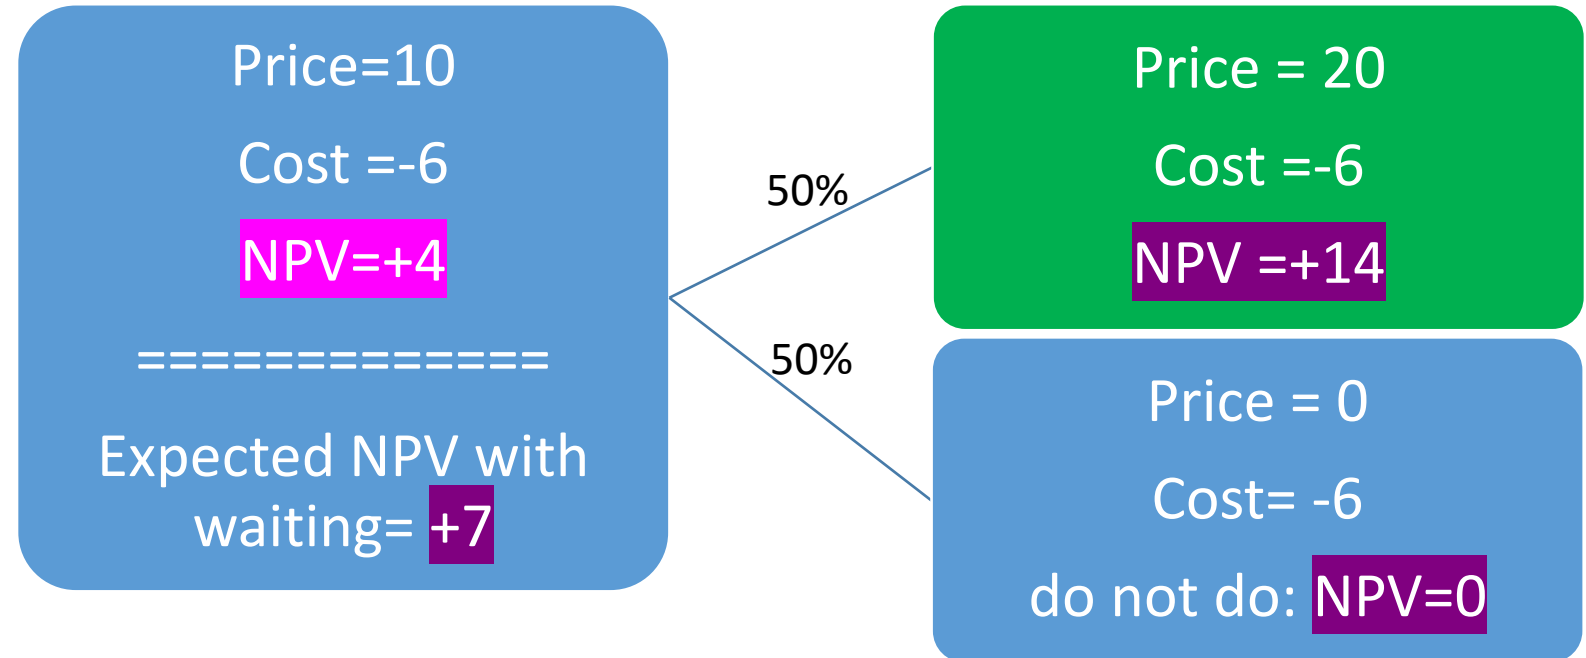 Price=10
Cost =-6
NPV=+4
=============
Expected NPV with
waiting= +7
50%
50%
Price = 20
Cost =-6
NPV =+14
Price = 0
Cost= -6
do not do: NPV=0